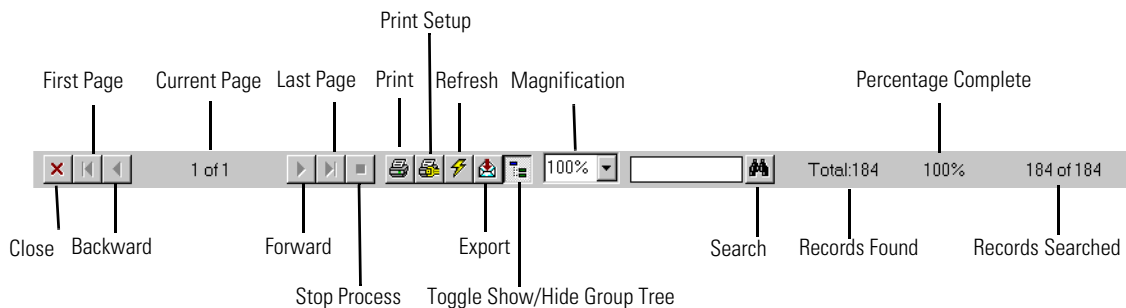 Print Setup
First Page
Current Page
Last Page
Print
Refresh
Magnification
Percentage Complete
1 of 1
100%
Total:184
100%
184 of 184
Close
Backward
Forward
Export
Search
Records Found
Records Searched
Stop Process
Toggle Show/Hide Group Tree